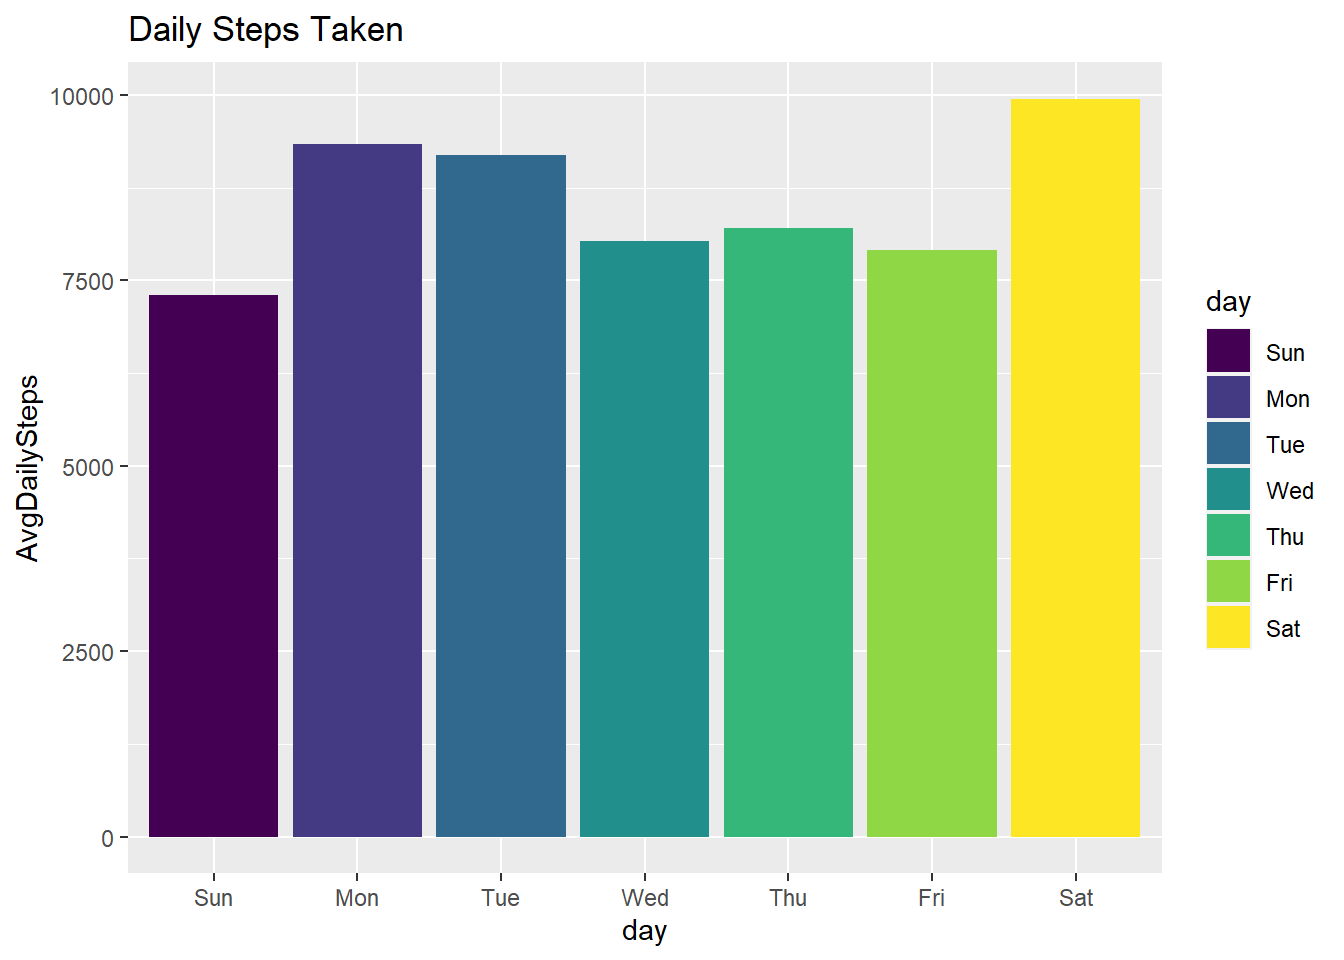 Daily Steps Taken
10000
7500
5000
2500
0
AvgDailySteps
Sun Mon Tue Wed Thu Fri Sat
day
day
Sun
Mon
Tue
Wed
Thu
Fri
Sat